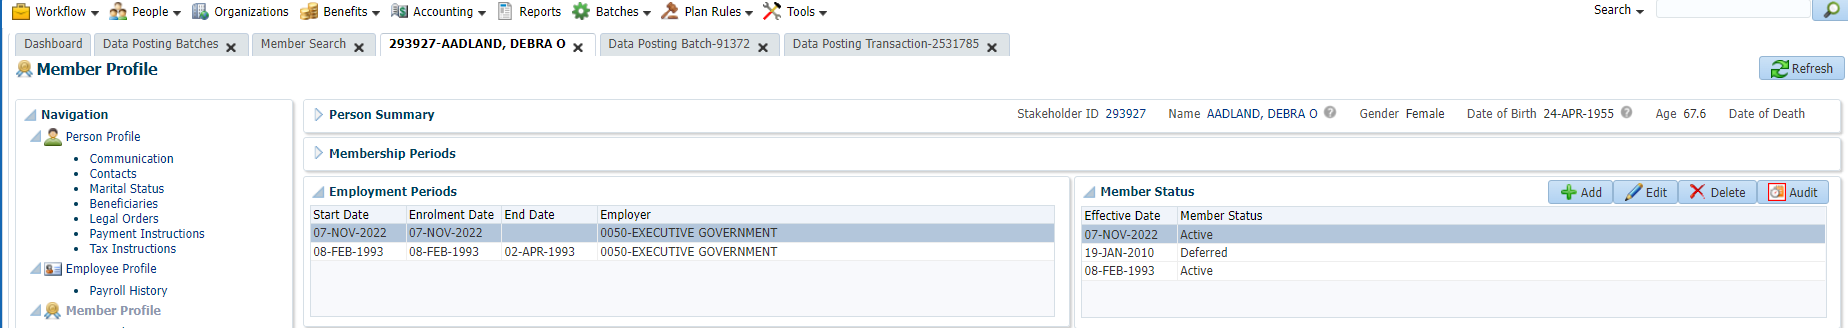 Workflow People Organizations Benefits Accounting Reports Batches Plan Rules Tools Search
Dashboard Data Posting Batches Member Search 293927-AADLAND, DEBRA O Data Posting Batch-91372 Data Posting Transaction-2531785
Member Profile Refresh
Navigation
Person Profile
Communication
Contacts
Marital Status
Beneficiaries
Legal Orders
Payment Instructions
Tax Instructions
Employee Profile
Payroll History
Member Profile
Person Summary Stakeholder ID 293927 Name AADLAND, DEBRA O Gender Female Date of Birth 24-APR-1955 Age 67.6 Date of Death
Membership Periods
Employment Periods
Start Date Enrolment Date End Date Employer
07-NOV-2022 07-NOV-2022 0050-EXECUTIVE GOVERNMENT
08-FEB-1993 08-FEB-1993 02-APR-1993 0050-EXECUTIVE GOVERNMENT
Member Status Add Edit Delete Audit
Effective Date Member Status
07-NOV-2022 Active
19-JAN-2010 Deferred
08-FEB-1993 Active